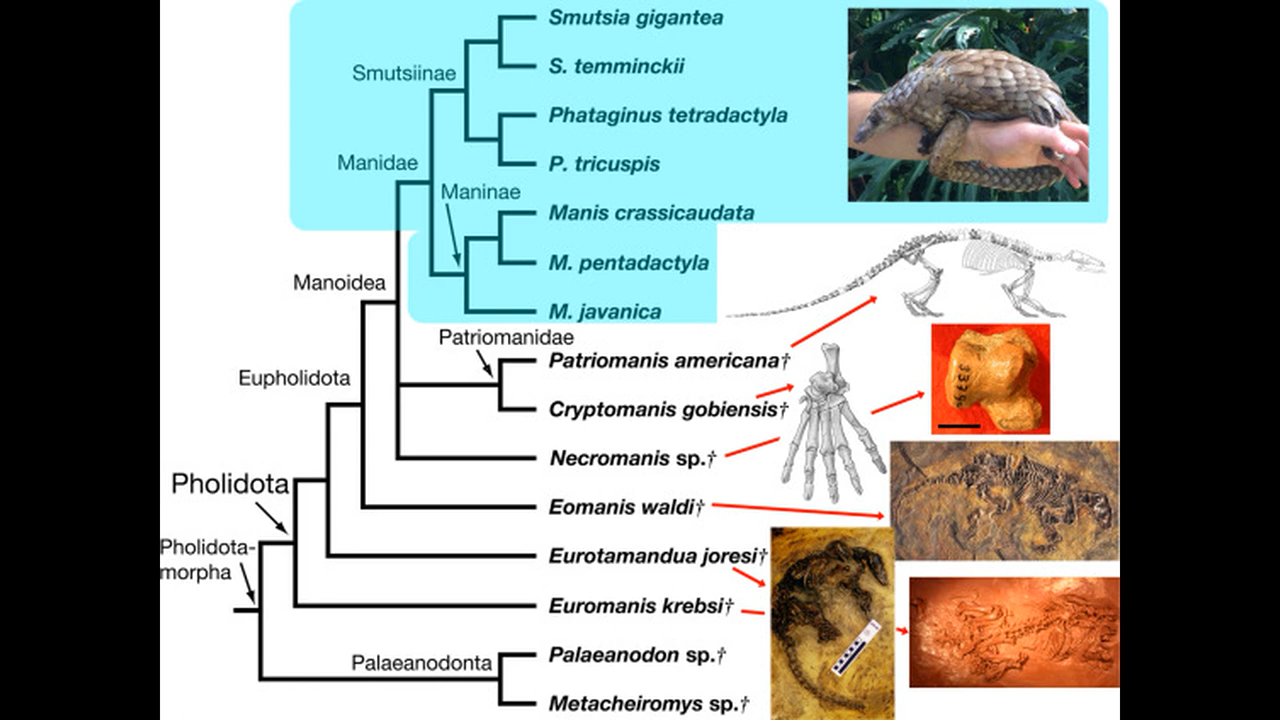 Smutsia gigantea
Smutsiinae
S. temminckii
Phataginus tetradactyla
Manidae
P. tricuspis
Maninae
Manis crassicaudata
M. pentadactyla
Manoidea
M. javanica
Patriomanidae
Patriomanis americana†
Eupholidota
Cryptomanis gobiensis†
Necromanis sp.†
Pholidota
Eomanis waldi†
Pholidota-
morpha
Eurotamandua joresi†
Euromanis krebsi†
Palaeanodonta
Palaeanodon sp.†
Metacheiromys sp.†